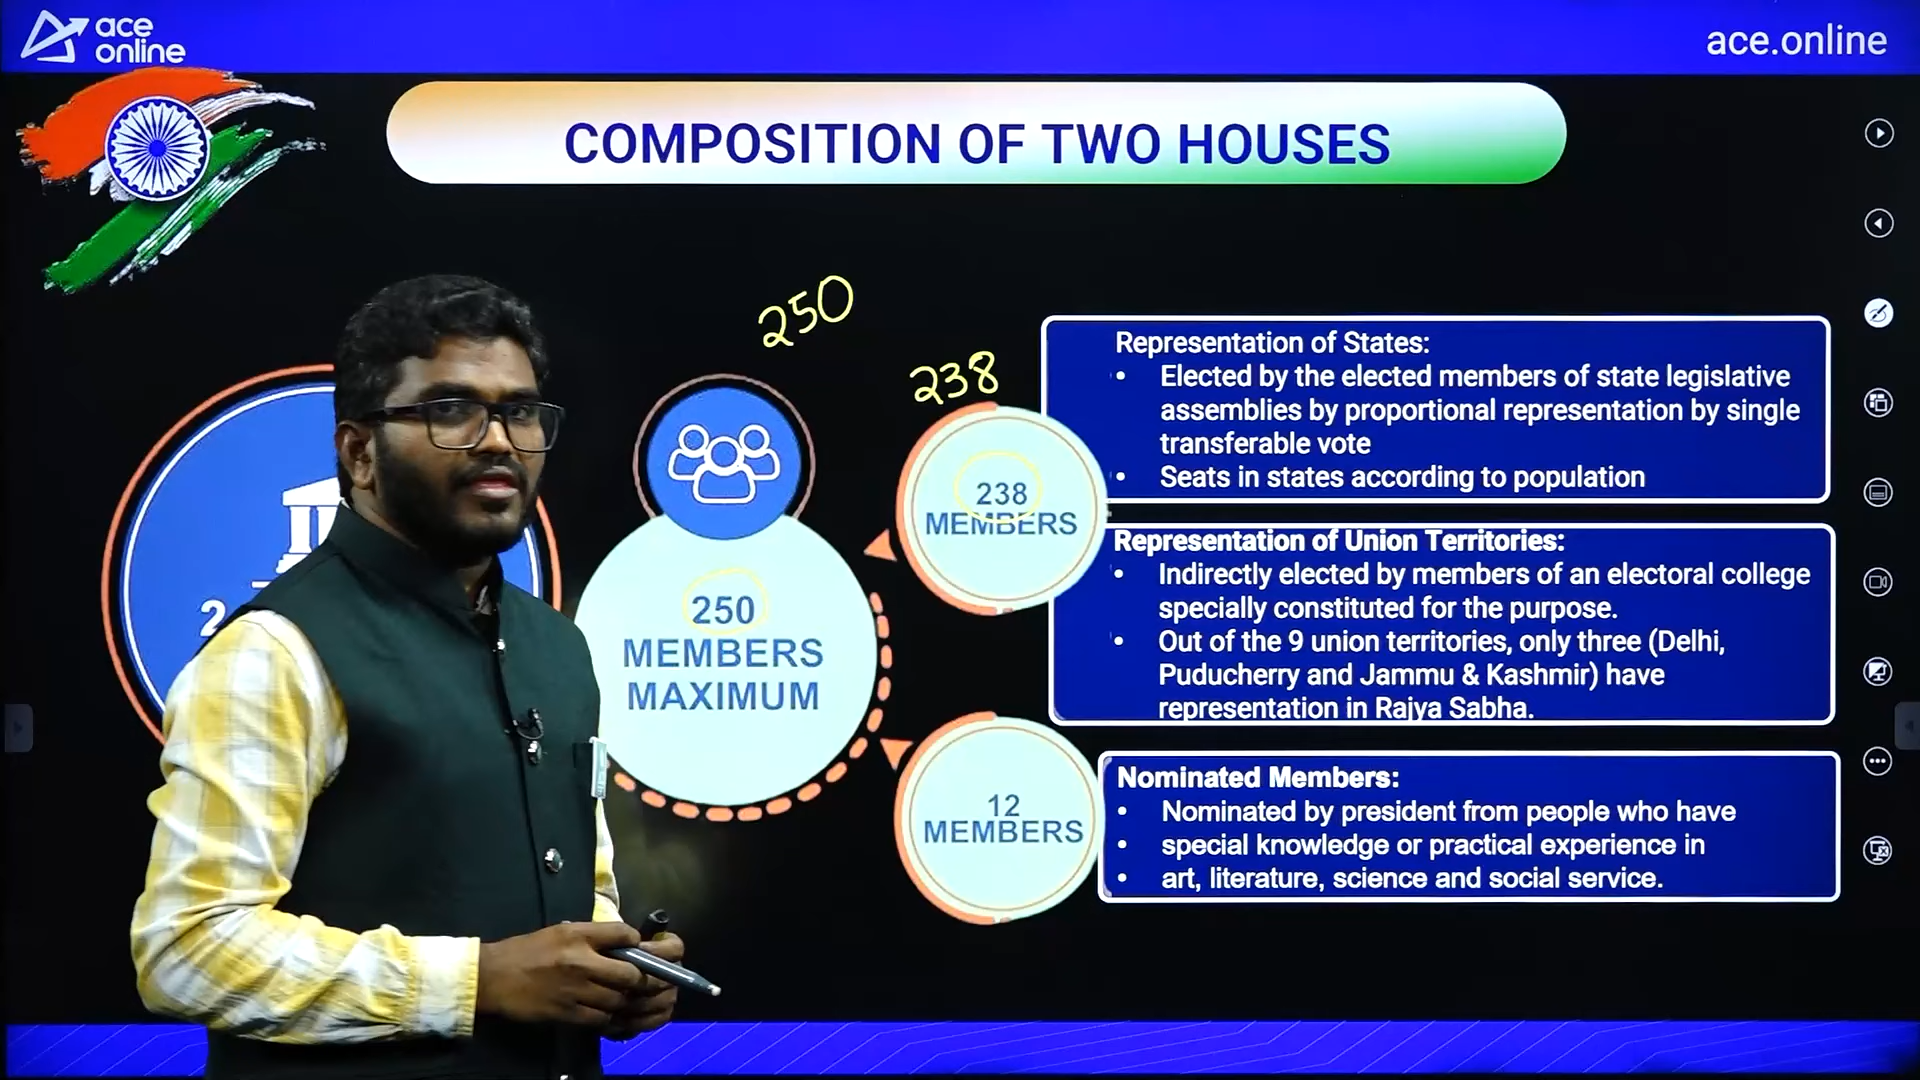 ace
online
ace.online
COMPOSITION OF TWO HOUSES
250
238
250
MEMBERS
MAXIMUM
238
MEMBERS
12
MEMBERS
Representation of States:
• Elected by the elected members of state legislative
assemblies by proportional representation by single
transferable vote
• Seats in states according to population
Representation of Union Territories:
• Indirectly elected by members of an electoral college
specially constituted for the purpose.
• Out of the 9 union territories, only three (Delhi,
Puducherry and Jammu & Kashmir) have
representation in Rajya Sabha.
Nominated Members:
• Nominated by president from people who have
• special knowledge or practical experience in
• art, literature, science and social service.